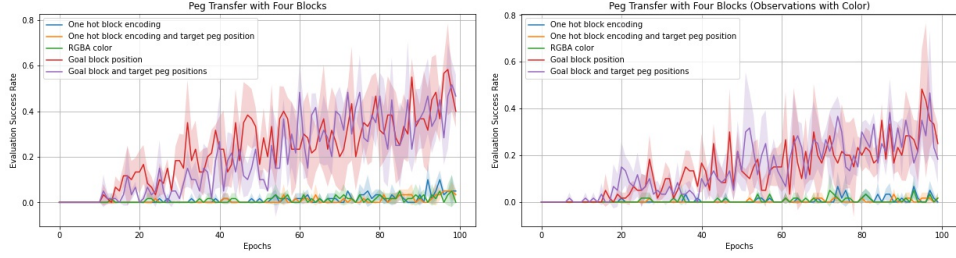 Peg Transfer with Four Blocks
One hot block encoding
One hot block encoding and target peg position
RGBA color
Goal block position
Goal block and target peg positions
Evaluation Success Rate
0.8
0.6
0.4
0.2
0.0
0
20
40
60
80
100
Epochs
Peg Transfer with Four Blocks (Observations with Color)
One hot block encoding
One hot block encoding and target peg position
RGBA color
Goal block position
Goal block and target peg positions
Evaluation Success Rate
0.8
0.6
0.4
0.2
0.0
0
20
40
60
80
100
Epochs